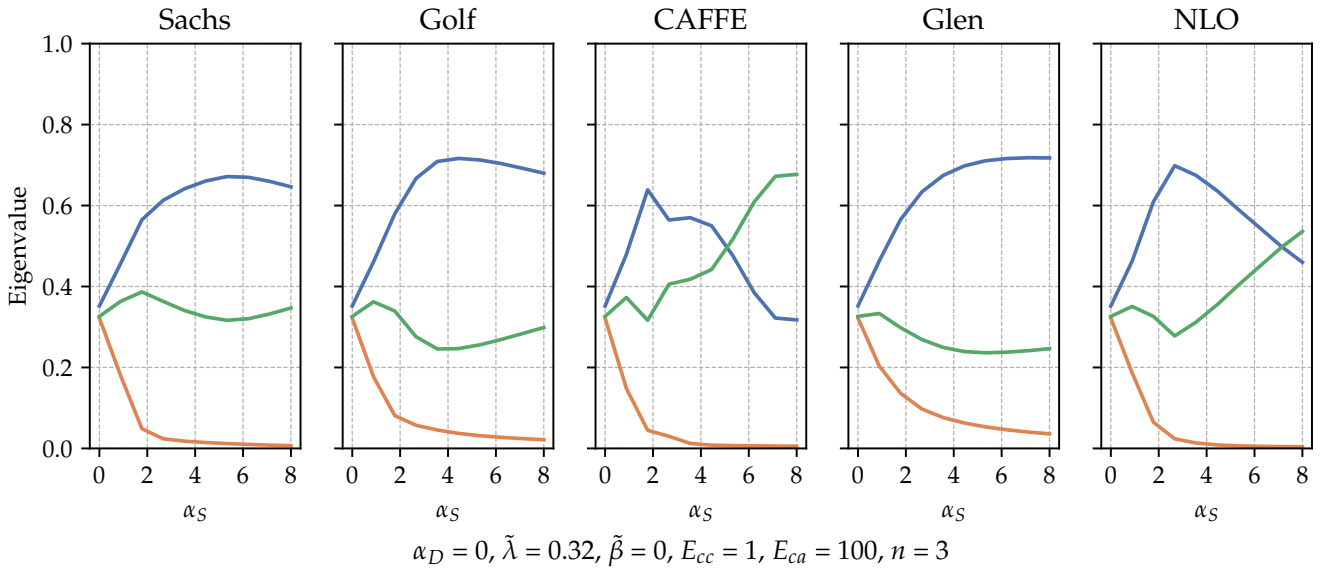 Sachs Golf CAFFE Glen NLO
Eigenvalue
1.0
0.8
0.6
0.4
0.2
0.0
0 2 4 6 8 0 2 4 6 8 0 2 4 6 8 0 2 4 6 8 0 2 4 6 8
α_S α_S α_S α_S α_S
α_D = 0, λ̃ = 0.32, β̃ = 0, E_cc = 1, E_ca = 100, n = 3